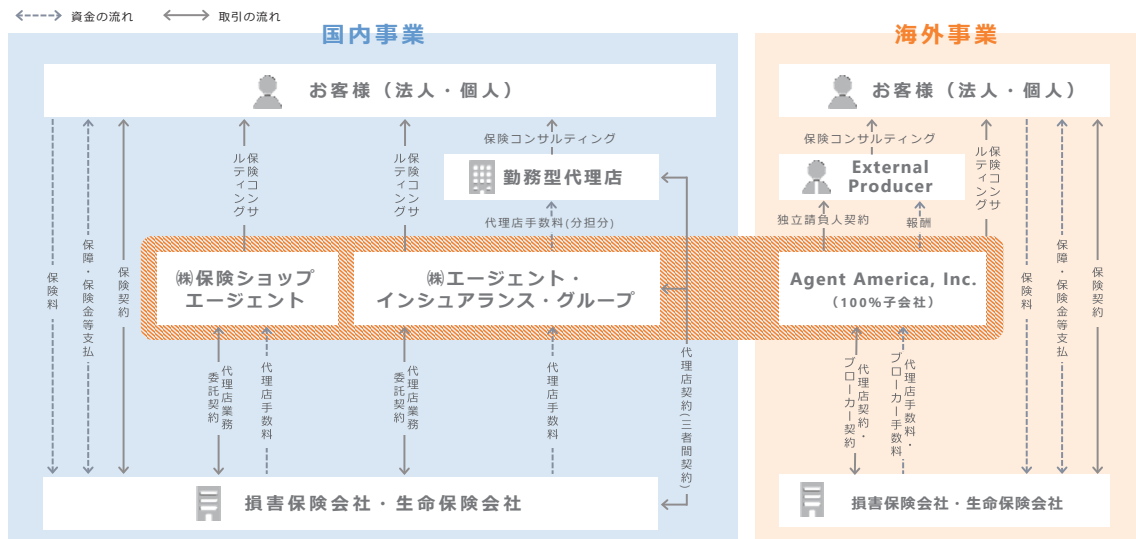 資金の流れ
取引の流れ
国内事業
お客様（法人・個人）
保険コンサルティング
保険コンサルティング
保険コンサルティング
勤務型代理店
代理店手数料(分担分)
保険料
保障・保険金等支払
保険契約
㈱保険ショップ
エージェント
㈱エージェント・
インシュアランス・グループ
代理店業務
委託契約
代理店手数料
代理店業務
委託契約
代理店手数料
代理店契約(三者間契約)
損害保険会社・生命保険会社
海外事業
お客様（法人・個人）
保険コンサルティング
保険コンサルティング
External
Producer
独立請負人契約
報酬
Agent America, Inc.
（100%子会社）
保険料
保障・保険金等支払
保険契約
代理店契約・
ブローカー契約
代理店手数料・
ブローカー手数料
損害保険会社・生命保険会社